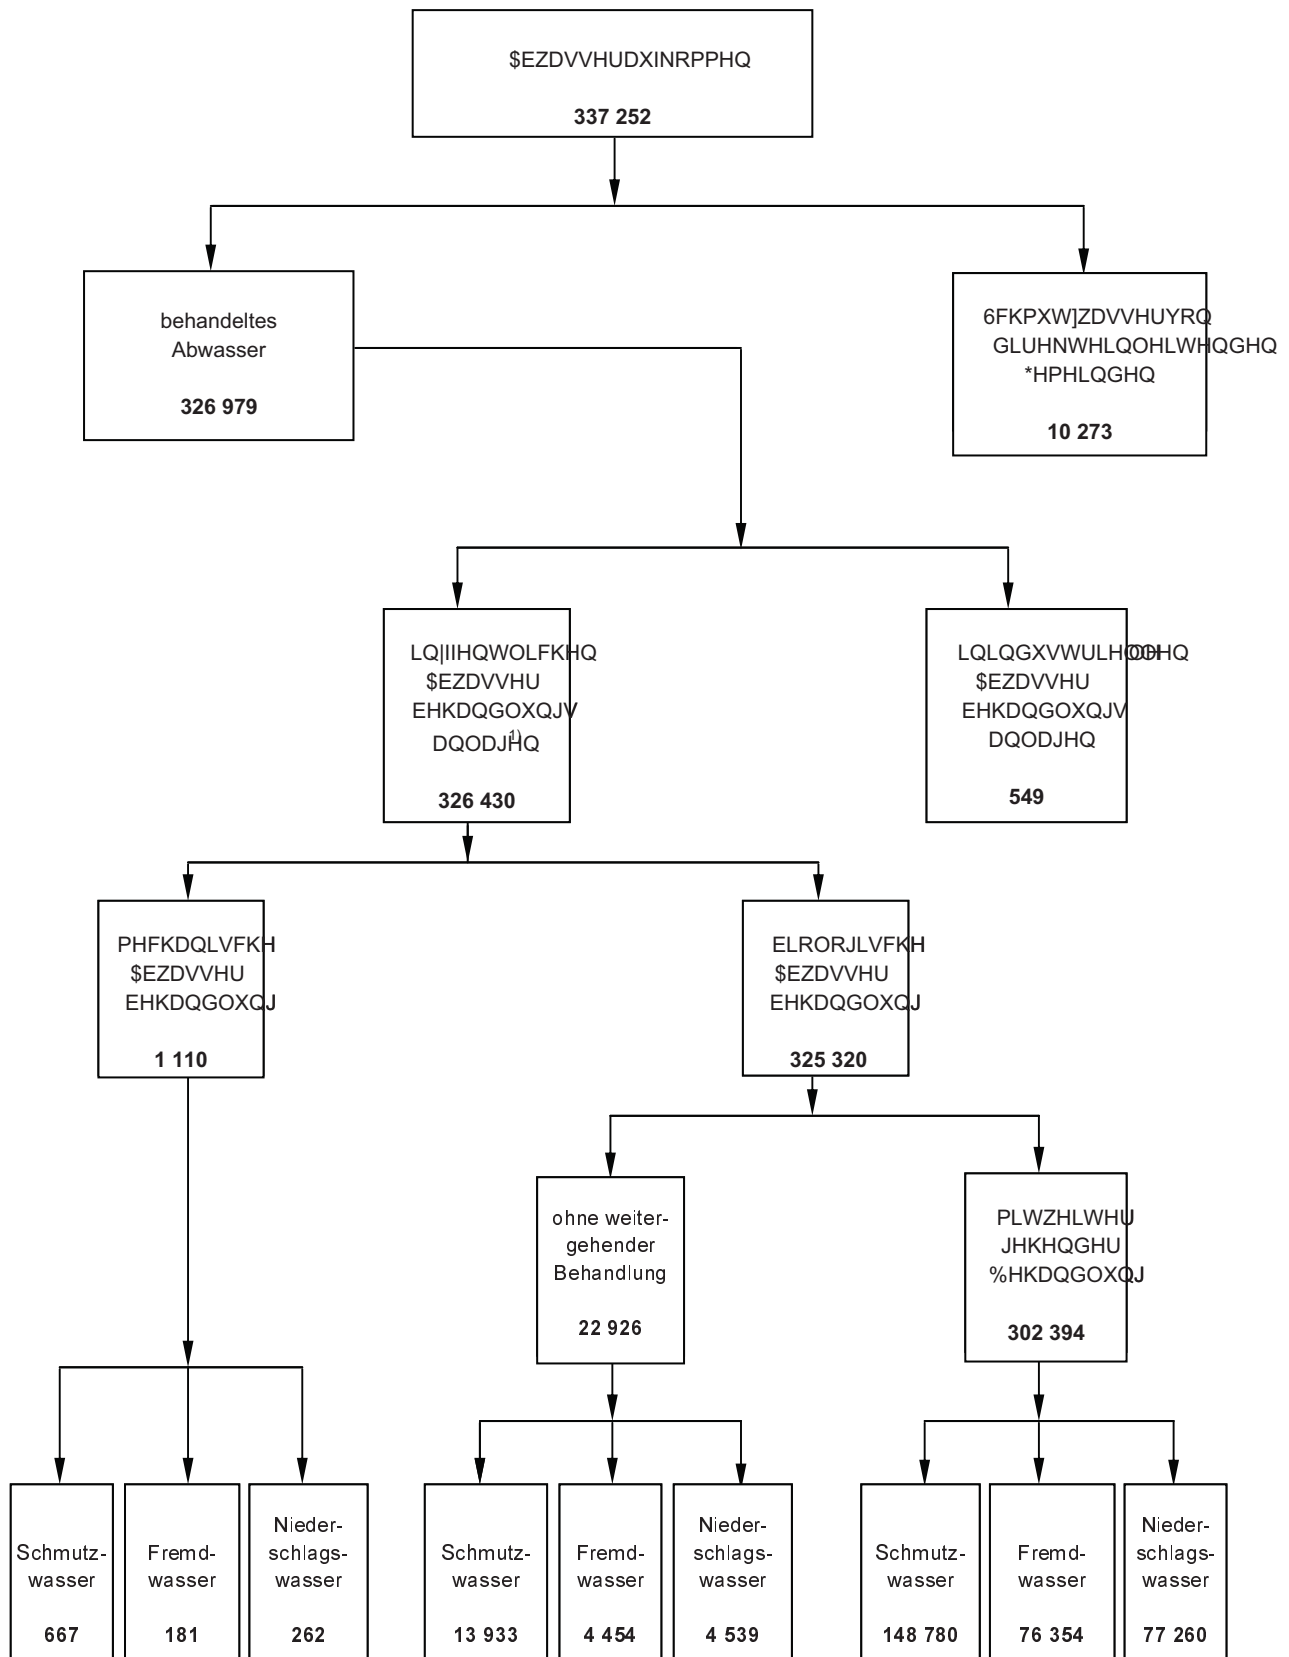 $EZDVVHUDXINRPPHQ
337 252
behandeltes
Abwasser
326 979
6FKPXW]ZDVVHUYRQ
GLUHNWHLQOHLWHQGHQ
*HPHLQGHQ
10 273
LQ|IIHQWOLFKHQ
$EZDVVHU
EHKDQGOXQJV
DQODJHQ 1)
326 430
$EZDVVHU
EHKDQGOXQJV
DQODJHQ
549
PHFKDQLVFKH
$EZDVVHU
EHKDQGOXQJ
1 110
ELRORJLVFKH
$EZDVVHU
EHKDQGOXQJ
325 320
ohne weiter-
gehender
Behandlung
22 926
PLWZHLWHU
JHKHQGHU
%HKDQGOXQJ
302 394
Schmutz-
wasser
667
Fremd-
wasser
181
Nieder-
schlags-
wasser
262
Schmutz-
wasser
13 933
Fremd-
wasser
4 454
Nieder-
schlags-
wasser
4 539
Schmutz-
wasser
148 780
Fremd-
wasser
76 354
Nieder-
schlags-
wasser
77 260